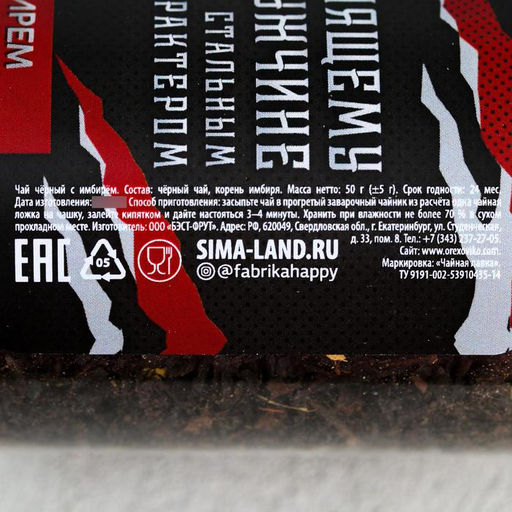 ИРЕМ
РАКТЕРОМ
СТАЛЬНЫМ
УЖЧИНЕ
ЯЩЕМУ
Чай чёрный с имбирём. Состав: чёрный чай, корень имбиря. Масса нетто: 50 г (±5 г). Срок годности: 24 мес.
Дата изготовления: Способ приготовления: засыпьте чай в прогретый заварочный чайник из расчёта одна чайная
ложка на чашку, залейте кипятком и дайте настояться 3–4 минуты. Хранить при влажности не более 70 % в сухом
прохладном месте. Изготовитель: ООО «БЭСТ-ФРУТ». Адрес: РФ, 620049, Свердловская обл., г. Екатеринбург, ул. Студенческая,
д. 33, пом. 8. Тел.: +7 (343) 237-27-05.
Сайт: www.orexoviko.com.
Маркировка: «Чайная лавка».
ТУ 9191-002-53910435-14
EAC
05
SIMA-LAND.RU
@fabrikahappy